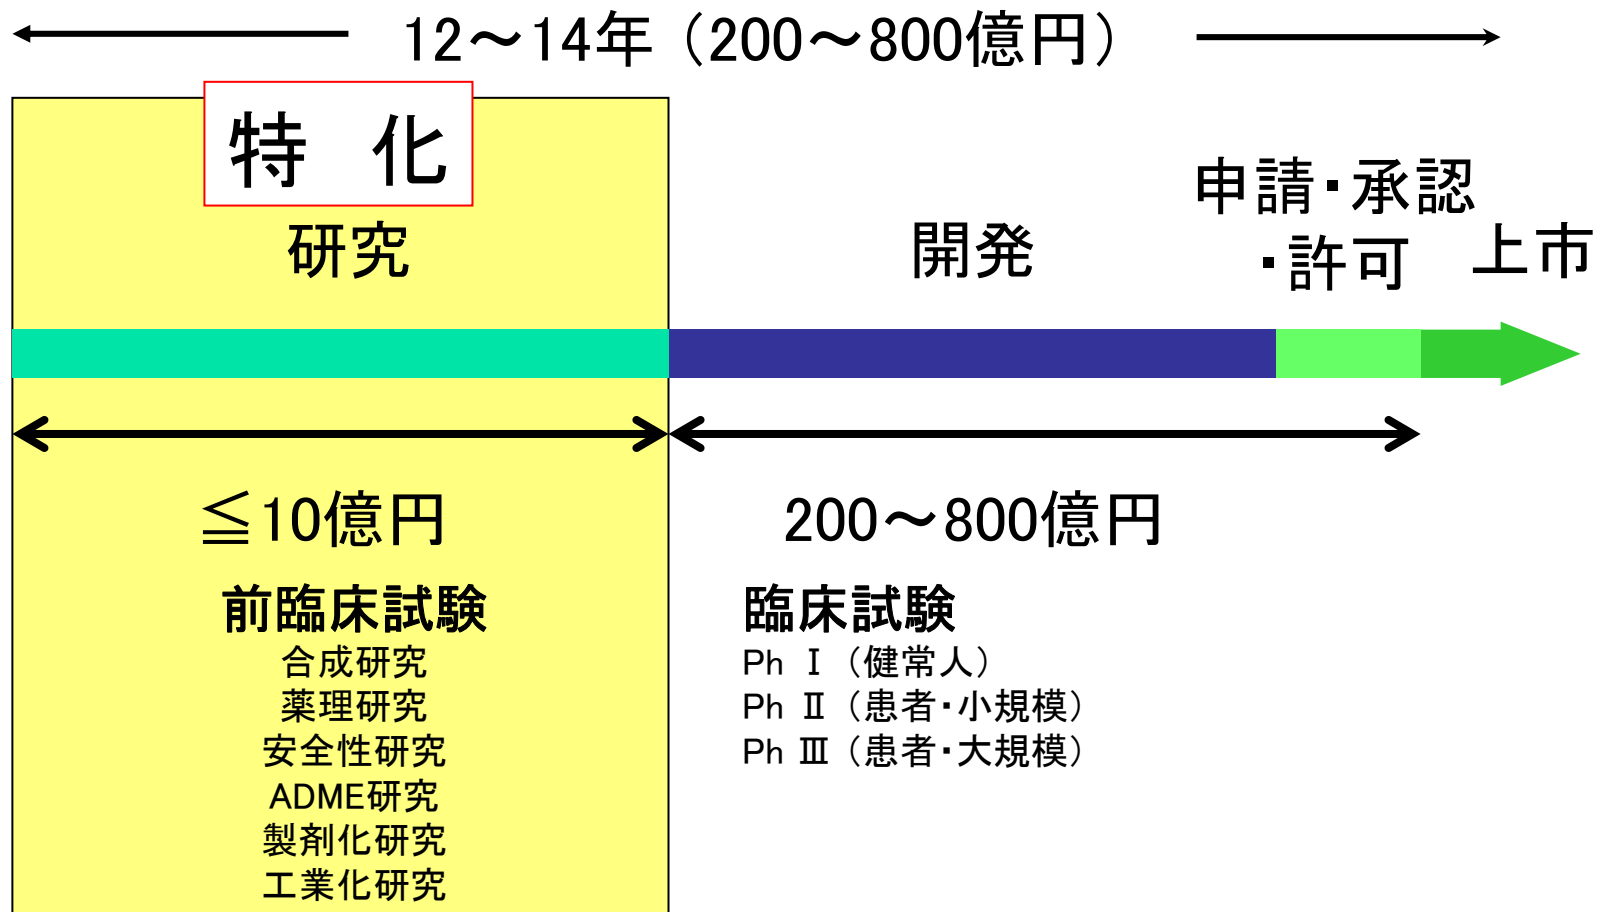 12～14年（200～800億円）
特　化
研究
開発
申請・承認
・許可
上市
≦10億円
200～800億円
前臨床試験
合成研究
薬理研究
安全性研究
ADME研究
製剤化研究
工業化研究
臨床試験
Ph Ⅰ（健常人）
Ph Ⅱ（患者・小規模）
Ph Ⅲ（患者・大規模）